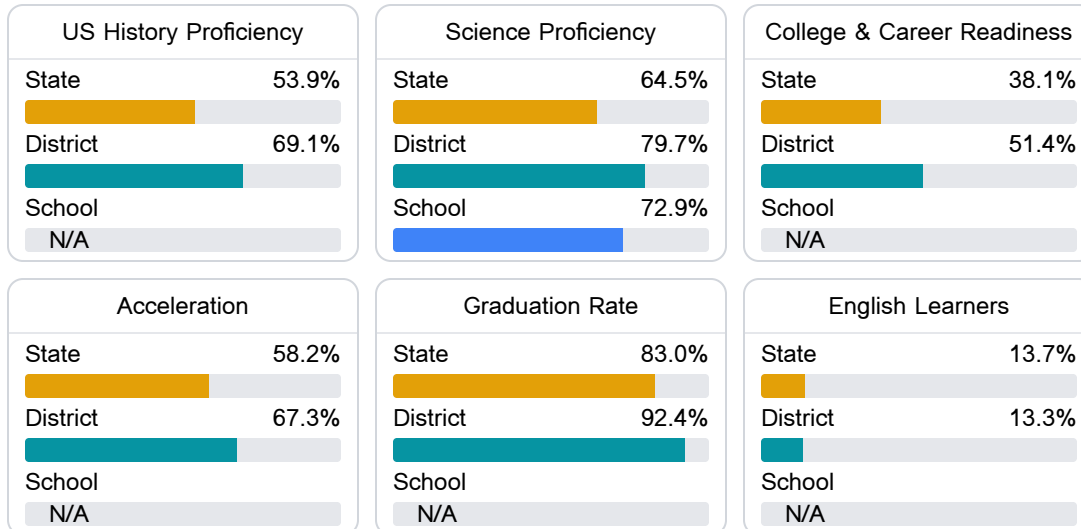 US History Proficiency
State 53.9%
District 69.1%
School
N/A
Science Proficiency
State 64.5%
District 79.7%
School 72.9%
College & Career Readiness
State 38.1%
District 51.4%
School
N/A
Acceleration
State 58.2%
District 67.3%
School
N/A
Graduation Rate
State 83.0%
District 92.4%
School
N/A
English Learners
State 13.7%
District 13.3%
School
N/A